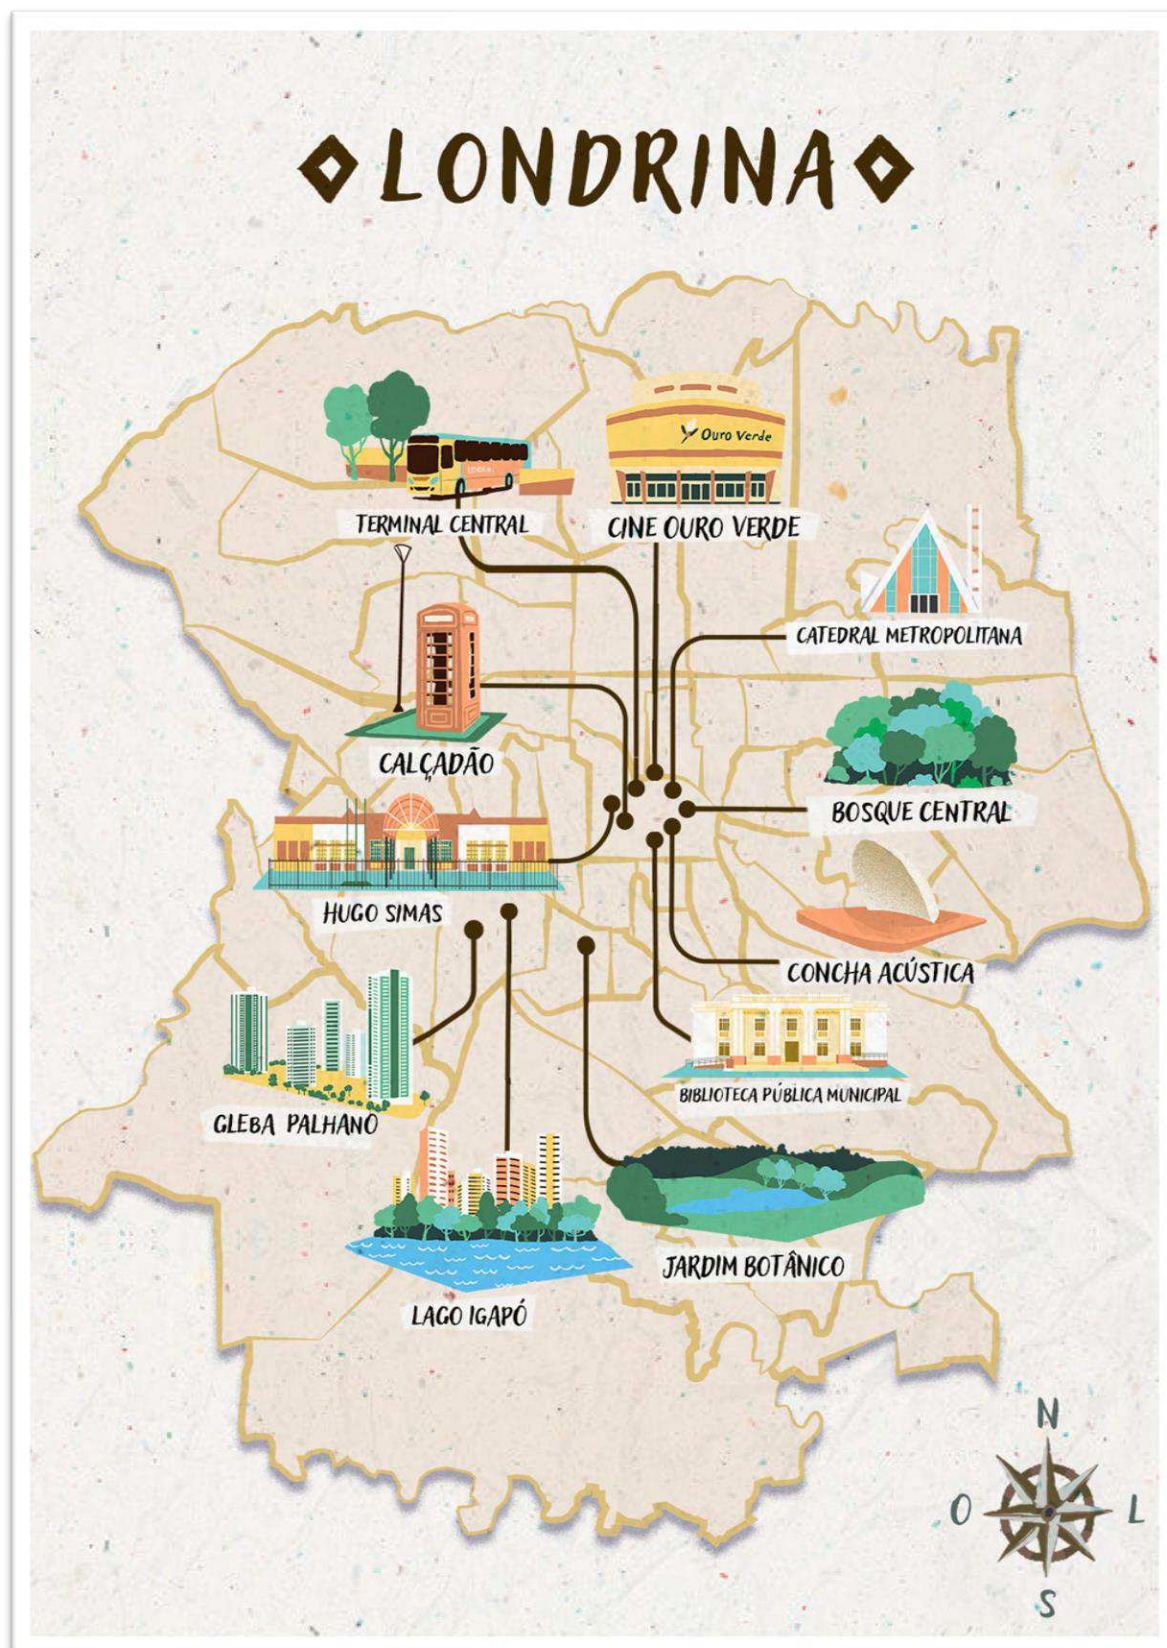 LONDRINA
Ouro Verde
TERMINAL CENTRAL
CINE OURO VERDE
CATEDRAL METROPOLITANA
CALÇADÃO
BOSQUE CENTRAL
HUGO SIMAS
CONCHA ACÚSTICA
BIBLIOTECA PÚBLICA MUNICIPAL
GLEBA PALHANO
JARDIM BOTÂNICO
LAGO IGAPÓ
N
O L
S